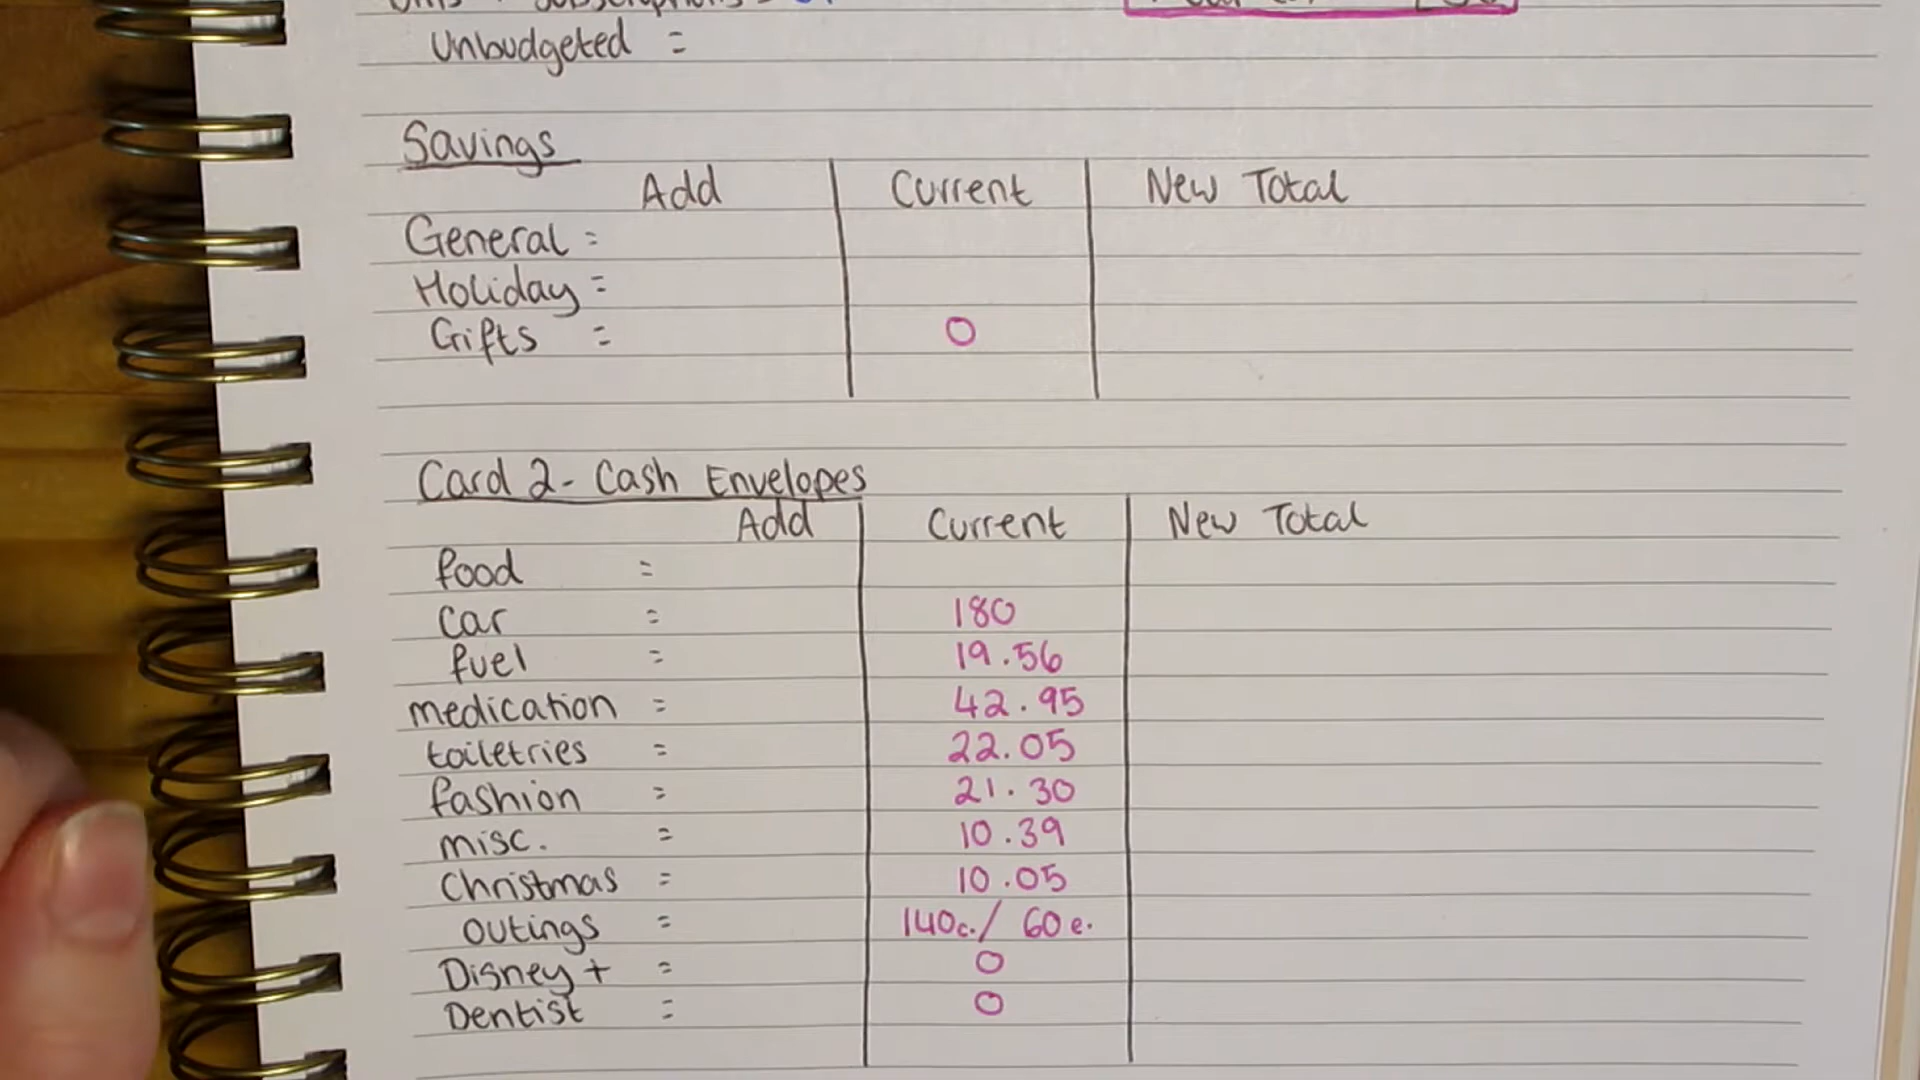 Unbudgeted =
Savings
Add Current New Total
General =
Holiday =
Gifts = 0
Card 2 - Cash Envelopes
Add Current New Total
food =
car = 180
fuel = 19.56
medication = 42.95
toiletries = 22.05
fashion = 21.30
misc. = 10.39
Christmas = 10.05
outings = 140c./ 60e.
Disney+ = 0
Dentist = 0